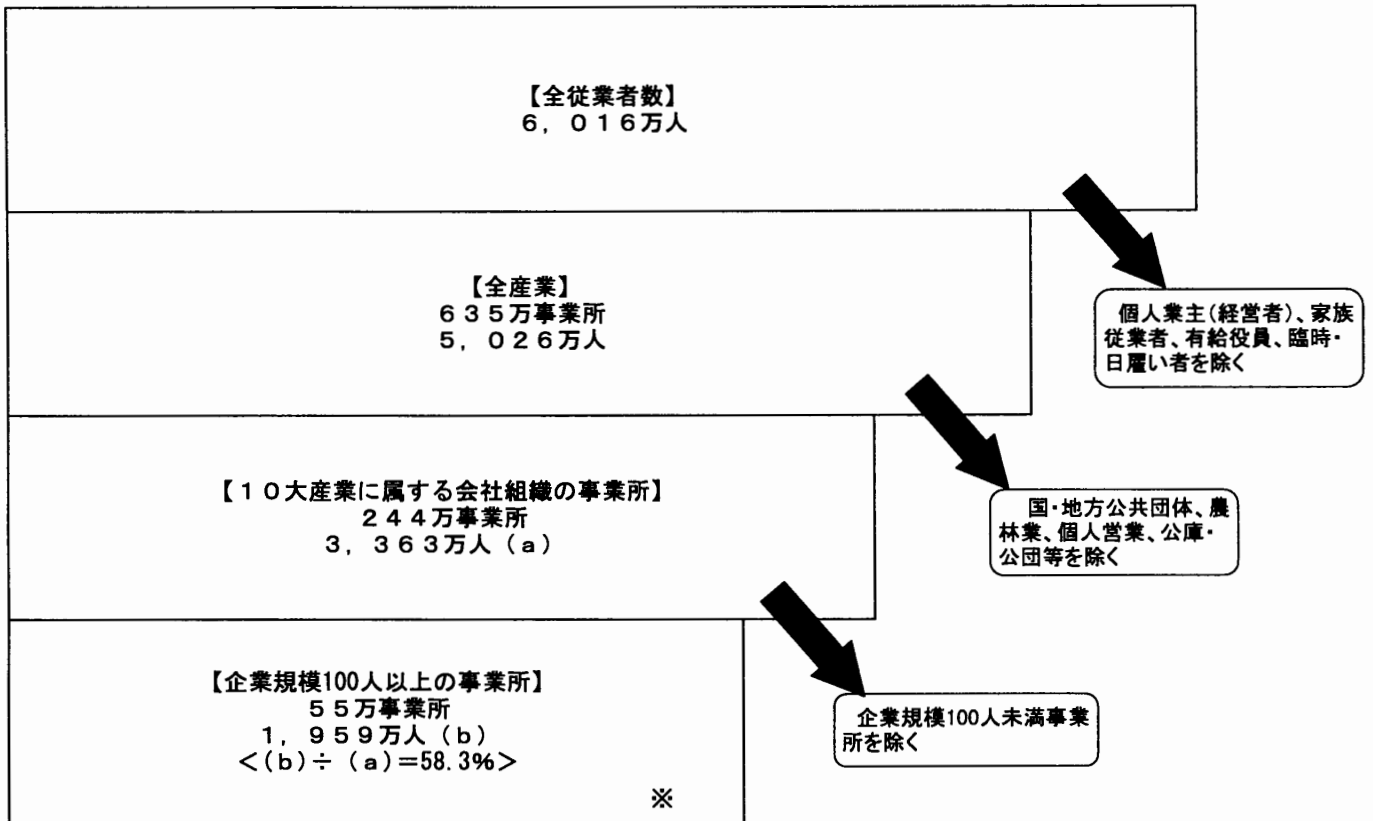 【全従業者数】
6，０１6万人
【全産業】
６３５万事業所
5，０２6万人
個人業主(経営者)、家族
従業者、有給役員、臨時・
日雇い者を除く
【１０大産業に属する会社組織の事業所】
２４４万事業所
3，３６３万人（a）
国・地方公共団体、農
林業、個人営業、公庫・
公団等を除く
【企業規模100人以上の事業所】
５５万事業所
1，９５９万人（b）
<(b)÷（a)＝58.3%>
※
企業規模100人未満事業
所を除く